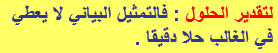 لتقدير الحلول : فالتمثيل البياني لا يعطي
في الغالب حلا دقيقا .